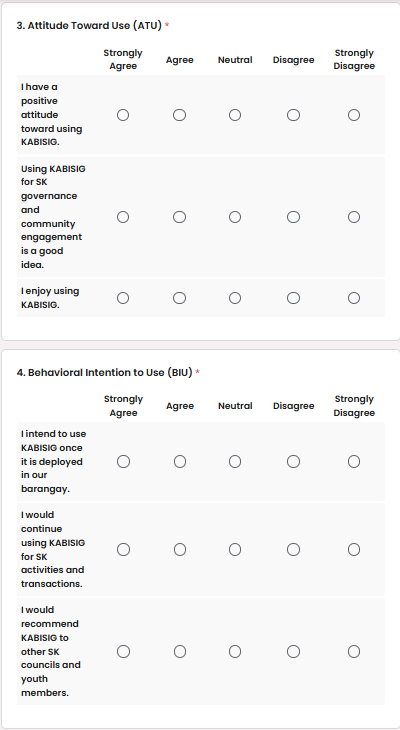 3. Attitude Toward Use (ATU) *
Strongly
Agree
Agree
Neutral
Disagree
Strongly
Disagree
I have a
positive
attitude
toward using
KABISIG.
Using KABISIG
for SK
governance
and
community
engagement
is a good
idea.
I enjoy using
KABISIG.
4. Behavioral Intention to Use (BIU) *
Strongly
Agree
Agree
Neutral
Disagree
Strongly
Disagree
I intend to use
KABISIG once
it is deployed
in our
barangay.
I would
continue
using KABISIG
for SK
activities and
transactions.
I would
recommend
KABISIG to
other SK
councils and
youth
members.